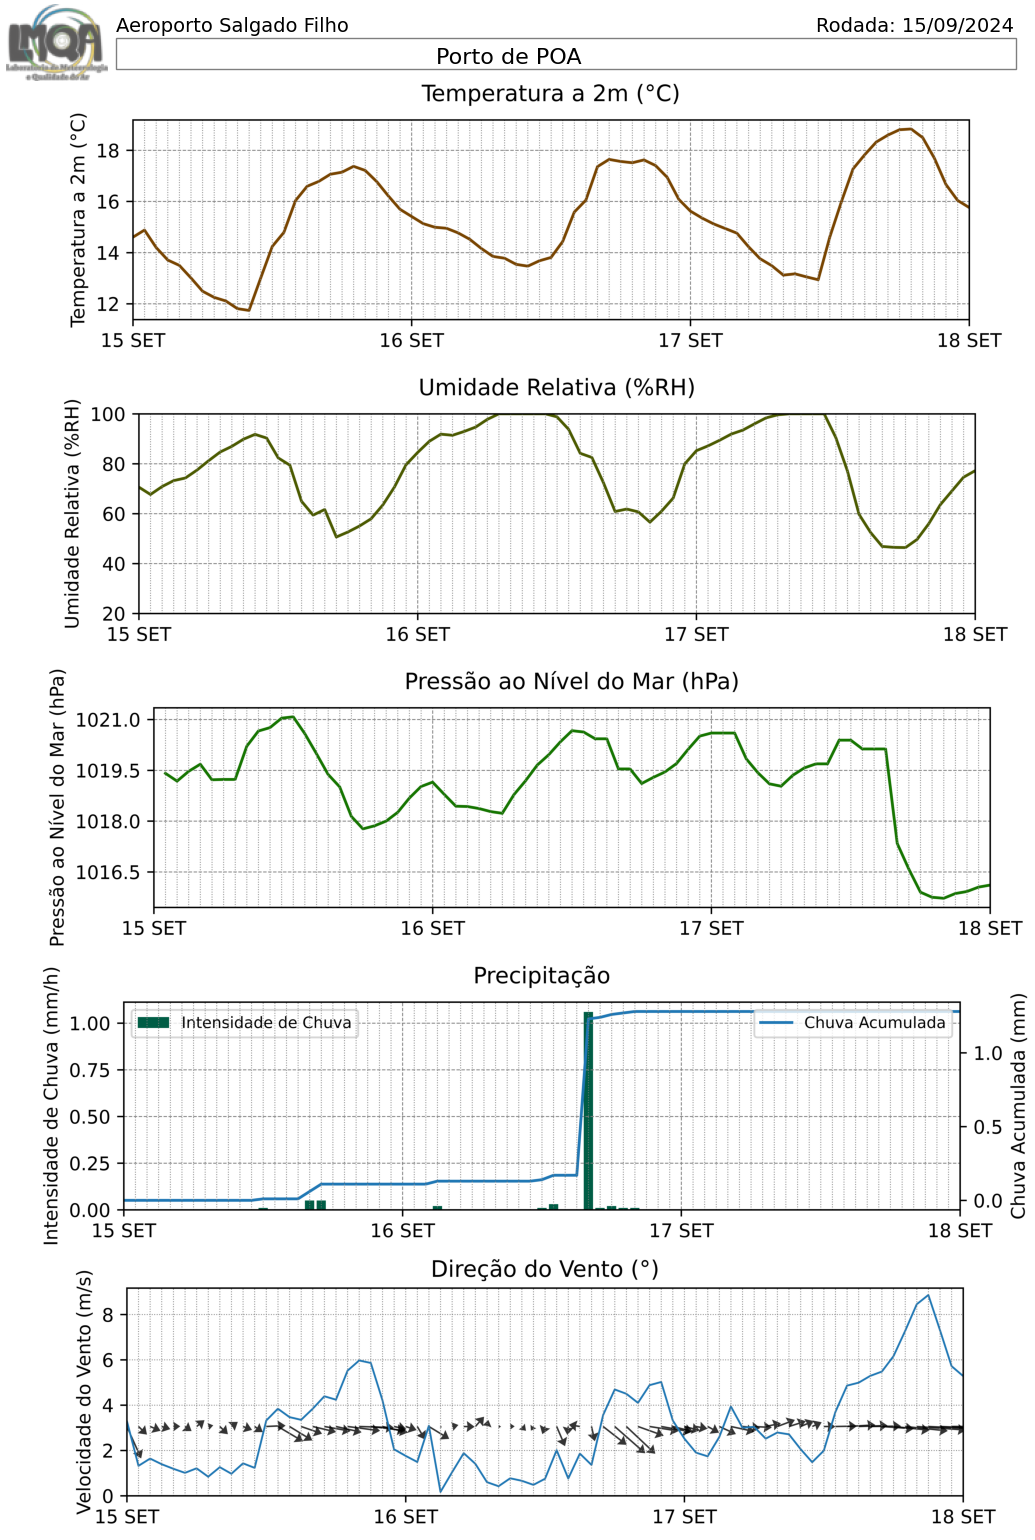 LMQA
Laboratório de Meteorologia
e Qualidade do Ar
Aeroporto Salgado Filho
Rodada: 15/09/2024
Porto de POA
Temperatura a 2m (°C)
Temperatura a 2m (°C)
18
16
14
12
15 SET 16 SET 17 SET 18 SET
Umidade Relativa (%RH)
Umidade Relativa (%RH)
100
80
60
40
20
15 SET 16 SET 17 SET 18 SET
Pressão ao Nível do Mar (hPa)
Pressão ao Nível do Mar (hPa)
1021.0
1019.5
1018.0
1016.5
15 SET 16 SET 17 SET 18 SET
Precipitação
Intensidade de Chuva (mm/h)
1.00
0.75
0.50
0.25
0.00
Intensidade de Chuva
Chuva Acumulada
1.0
0.5
0.0
Chuva Acumulada (mm)
15 SET 16 SET 17 SET 18 SET
Direção do Vento (°)
Velocidade do Vento (m/s)
8
6
4
2
0
15 SET 16 SET 17 SET 18 SET